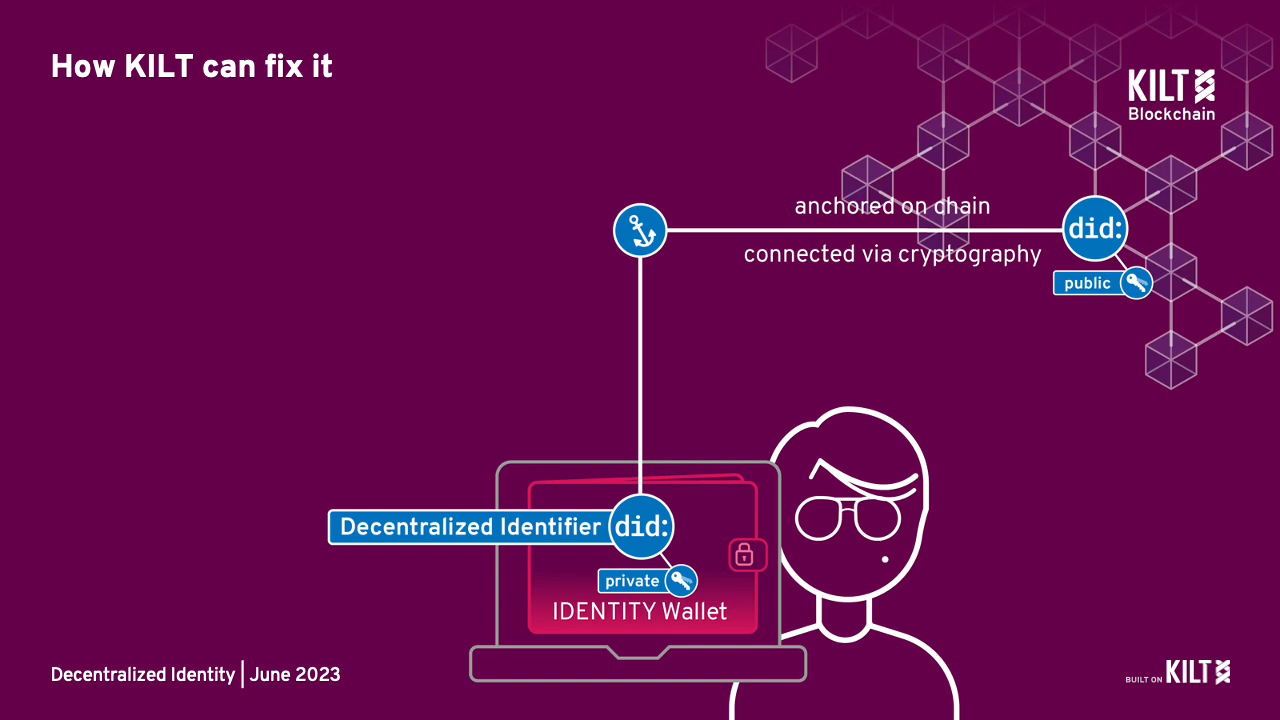 How KILT can fix it
KILT
Blockchain
anchored on chain
did:
connected via cryptography
public
Decentralized Identifier
did:
private
IDENTITY Wallet
Decentralized Identity | June 2023
BUILT ON KILT